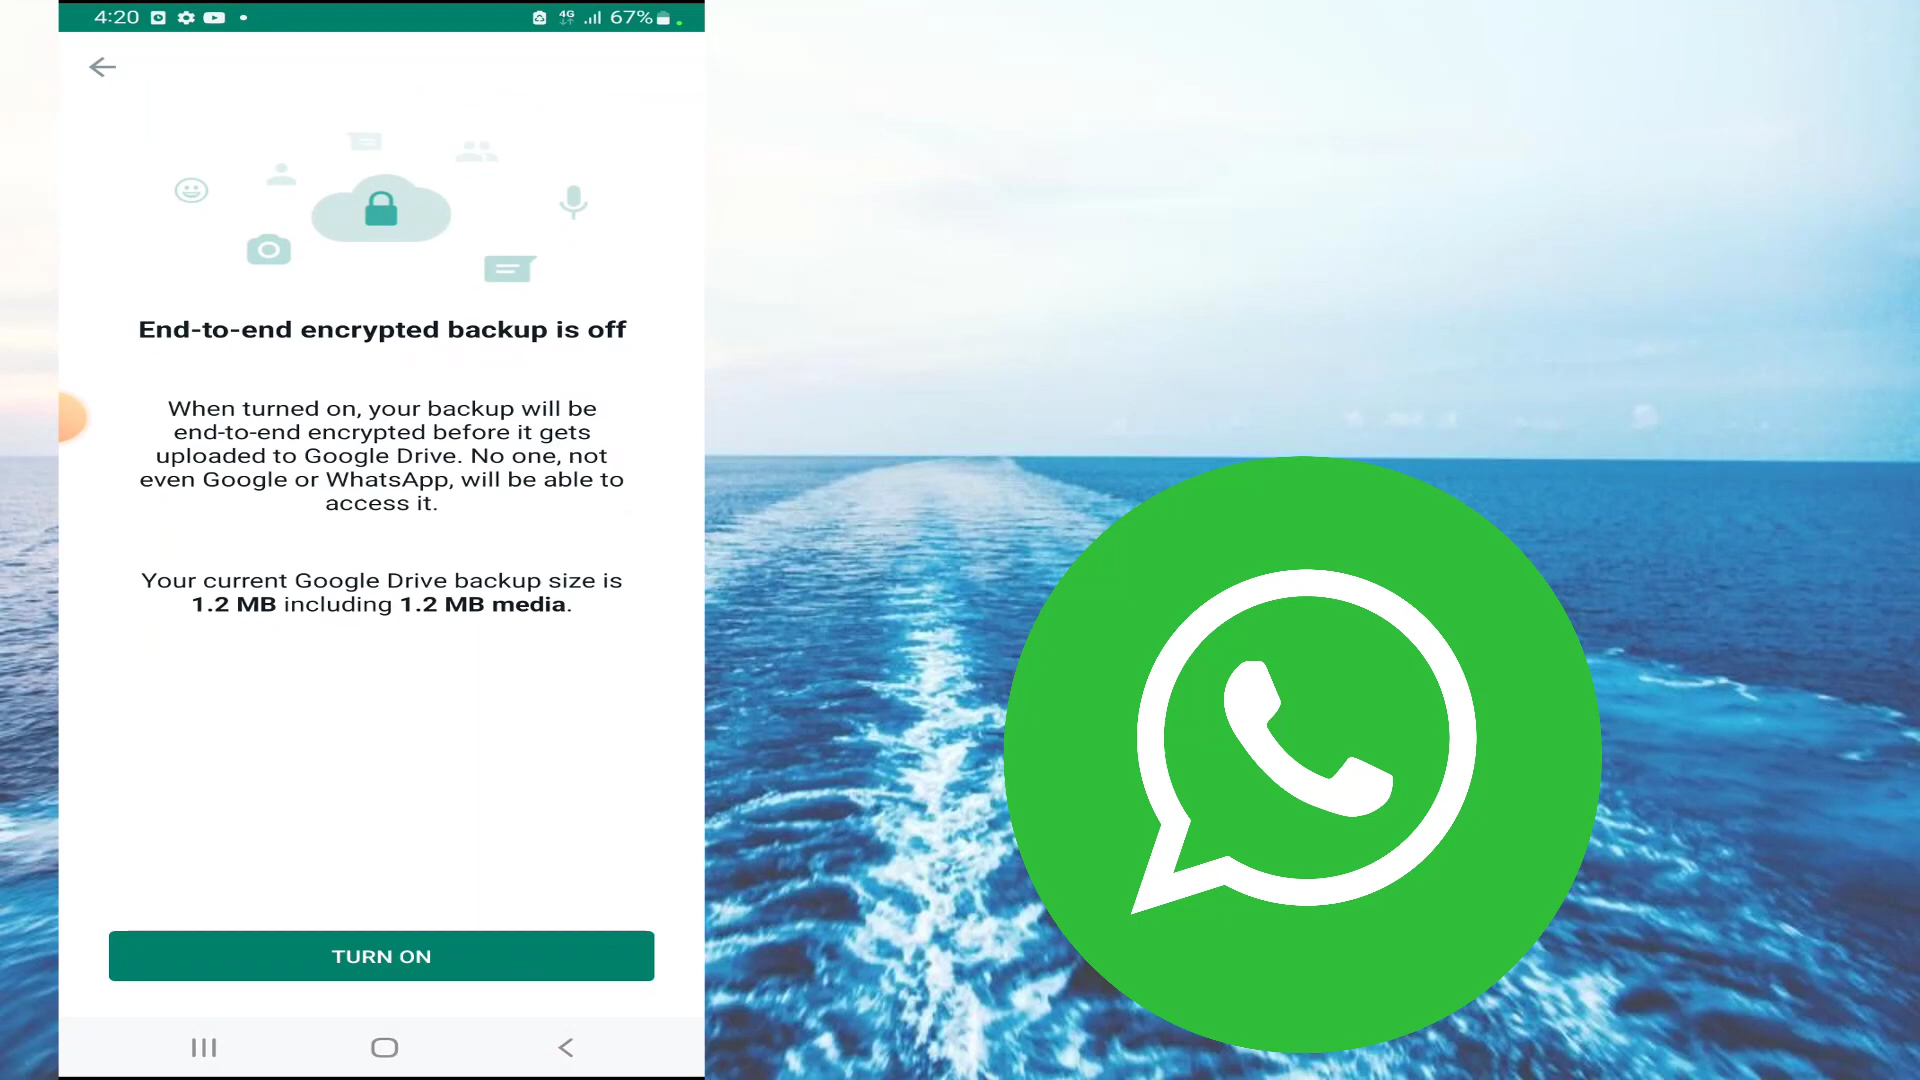 4:20
4G
67%
End-to-end encrypted backup is off
When turned on, your backup will be
end-to-end encrypted before it gets
uploaded to Google Drive. No one, not
even Google or WhatsApp, will be able to
access it.
Your current Google Drive backup size is
1.2 MB including 1.2 MB media.
TURN ON